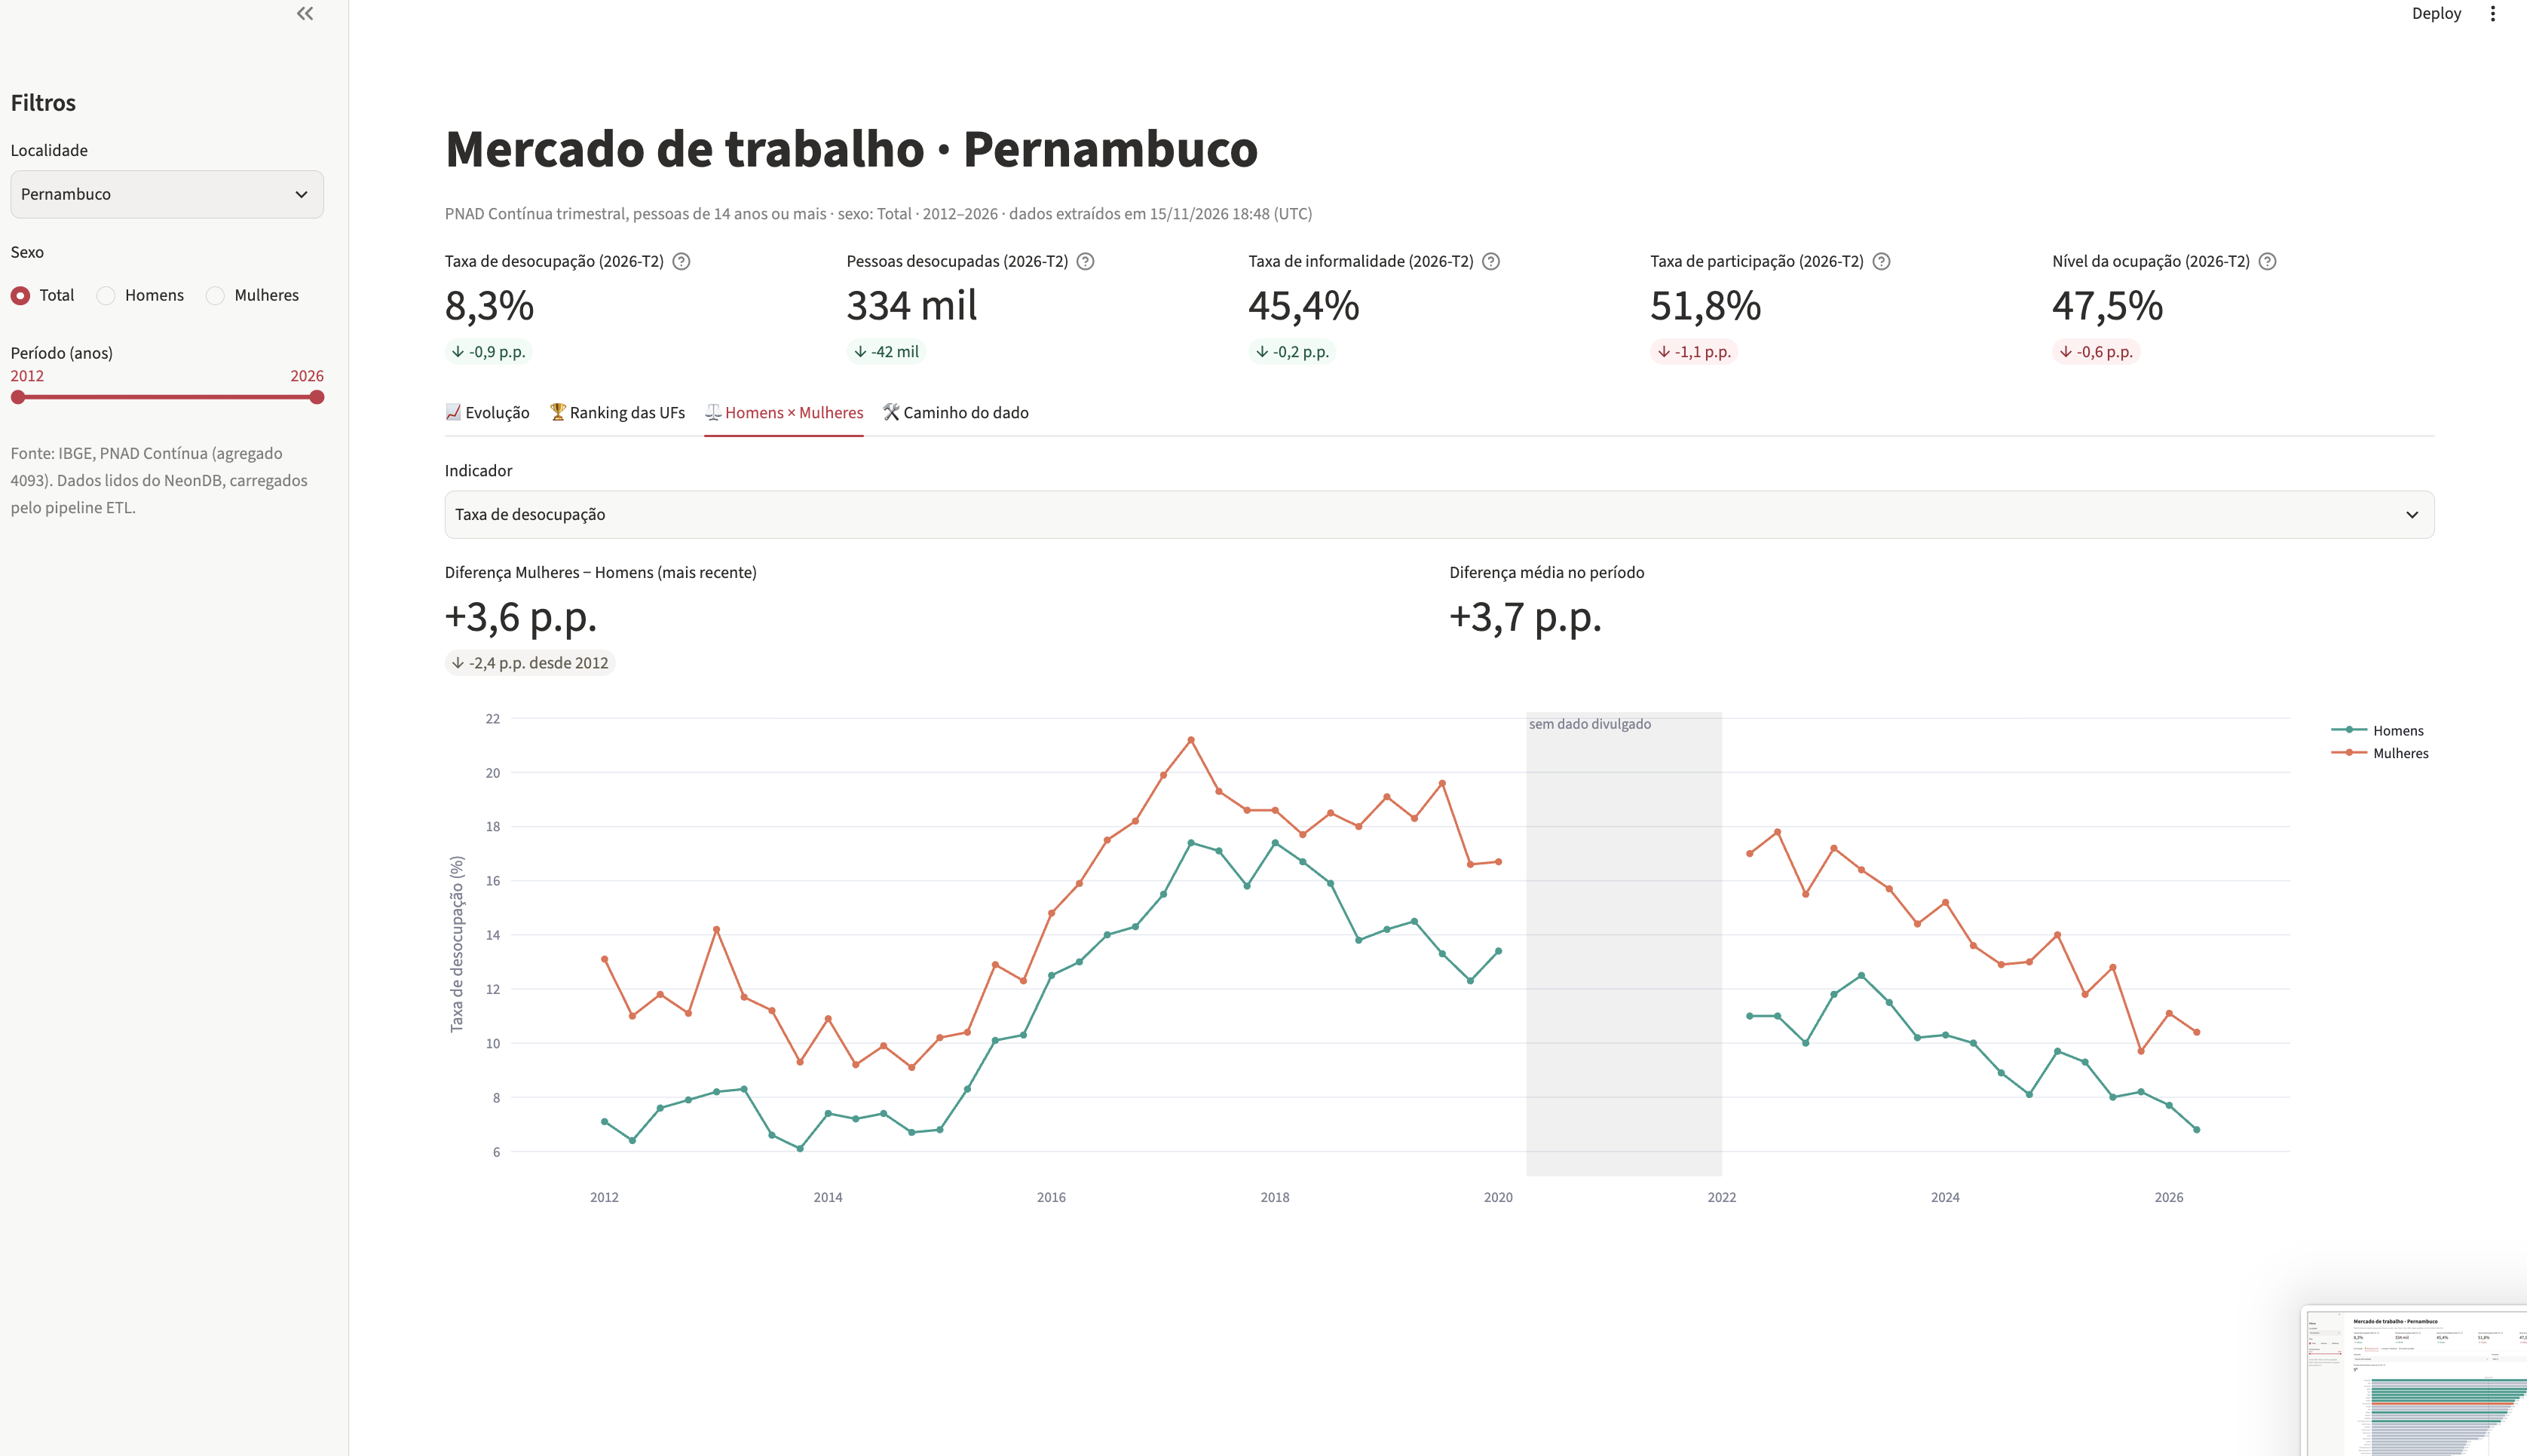 Deploy
Filtros
Localidade
Pernambuco
Sexo
Total
Homens
Mulheres
Período (anos)
2012
2026
Fonte: IBGE, PNAD Contínua (agregado
4093). Dados lidos do NeonDB, carregados
pelo pipeline ETL.
Mercado de trabalho · Pernambuco
PNAD Contínua trimestral, pessoas de 14 anos ou mais · sexo: Total · 2012–2026 · dados extraídos em 15/11/2026 18:48 (UTC)
Taxa de desocupação (2026-T2)
8,3%
-0,9 p.p.
Pessoas desocupadas (2026-T2)
334 mil
-42 mil
Taxa de informalidade (2026-T2)
45,4%
-0,2 p.p.
Taxa de participação (2026-T2)
51,8%
-1,1 p.p.
Nível da ocupação (2026-T2)
47,5%
-0,6 p.p.
Evolução
Ranking das UFs
Homens × Mulheres
Caminho do dado
Indicador
Taxa de desocupação
Diferença Mulheres − Homens (mais recente)
+3,6 p.p.
-2,4 p.p. desde 2012
Diferença média no período
+3,7 p.p.
Taxa de desocupação (%)
22
20
18
16
14
12
10
8
6
sem dado divulgado
Homens
Mulheres
2012
2014
2016
2018
2020
2022
2024
2026
Mercado de trabalho · Pernambuco